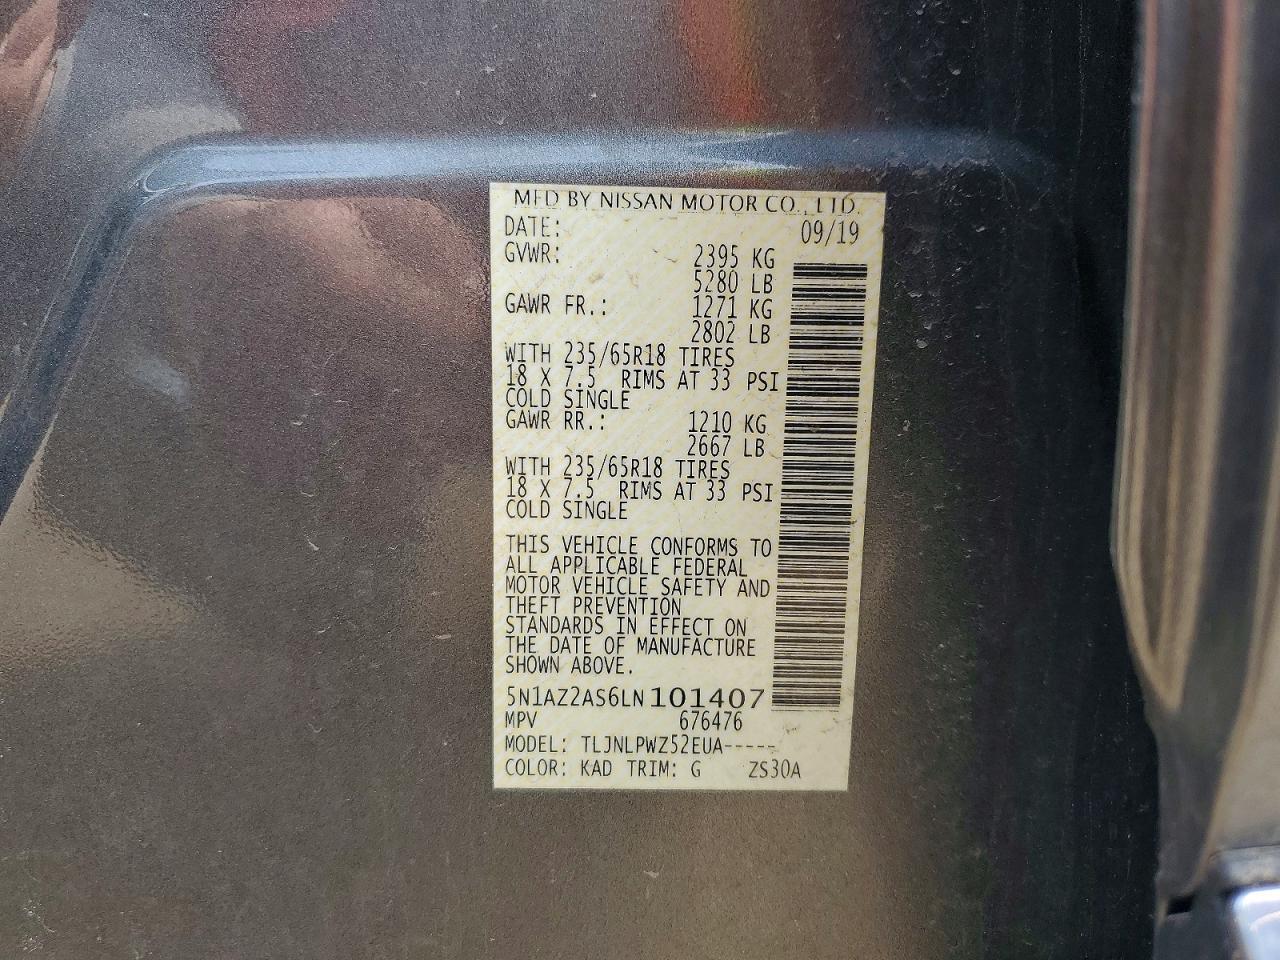 MFD BY NISSAN MOTOR CO., LTD.
DATE: 09/19
GVWR: 2395 KG
5280 LB
GAWR FR.: 1271 KG
2802 LB
WITH 235/65R18 TIRES
18 X 7.5 RIMS AT 33 PSI
COLD SINGLE
GAWR RR.: 1210 KG
2667 LB
WITH 235/65R18 TIRES
18 X 7.5 RIMS AT 33 PSI
COLD SINGLE
THIS VEHICLE CONFORMS TO
ALL APPLICABLE FEDERAL
MOTOR VEHICLE SAFETY AND
THEFT PREVENTION
STANDARDS IN EFFECT ON
THE DATE OF MANUFACTURE
SHOWN ABOVE.
5N1AZ2AS6LN101407
MPV 676476
MODEL: TLJNLPWZ52EUA-----
COLOR: KAD TRIM: G ZS30A